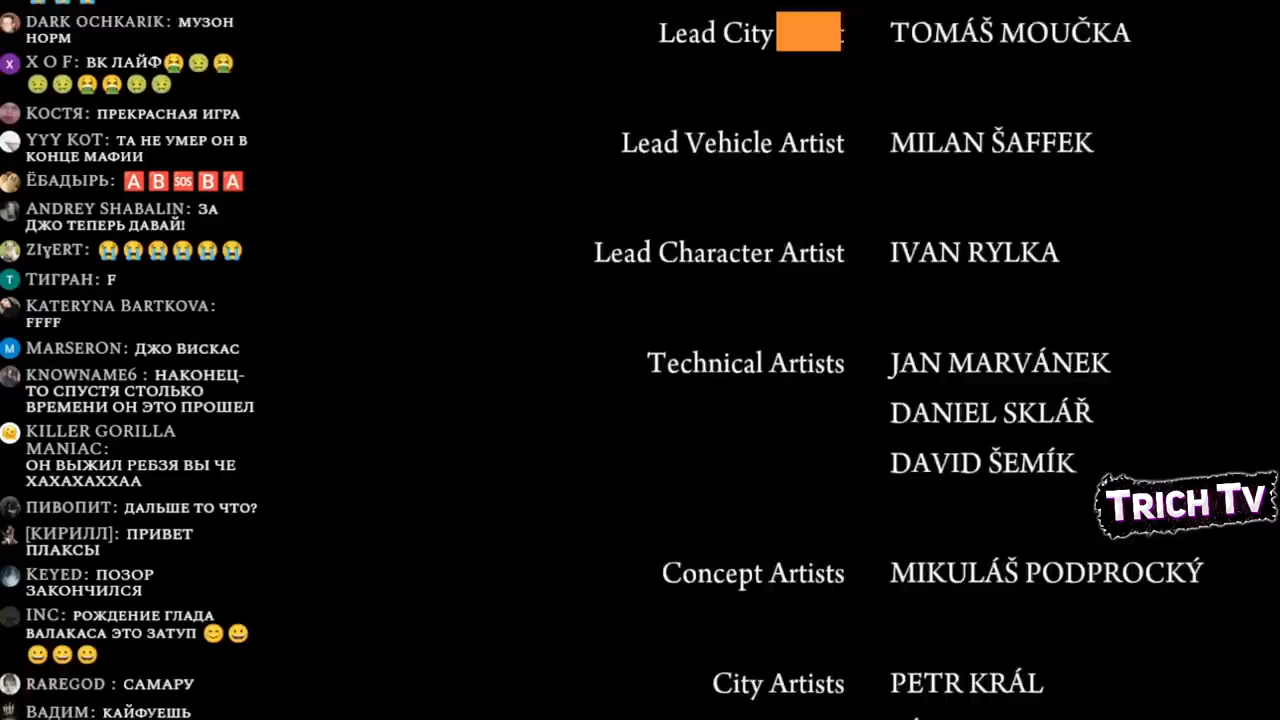 DARK OCHKARIK: МУЗОН
НОРМ
X O F: ВК ЛАЙФ
КОСТЯ: ПРЕКРАСНАЯ ИГРА
YYY КОТ: ТА НЕ УМЕР ОН В
КОНЦЕ МАФИИ
ЁБАДЫРЬ: A B SOS B A
ANDREY SHABALIN: ЗА
ДЖО ТЕПЕРЬ ДАВАЙ!
ZIγERT:
ТИГРАН: F
KATERYNA BARTKOVA:
FFFF
MARSERON: ДЖО ВИСКАС
KNOWNAME6 : НАКОНЕЦ-
ТО СПУСТЯ СТОЛЬКО
ВРЕМЕНИ ОН ЭТО ПРОШЕЛ
KILLER GORILLA
MANIAC:
ОН ВЫЖИЛ РЕБЗЯ ВЫ ЧЕ
ХАХАХАХХАА
ПИВОПИТ: ДАЛЬШЕ ТО ЧТО?
[КИРИЛЛ]: ПРИВЕТ
ПЛАКСЫ
KEYED: ПОЗОР
ЗАКОНЧИЛСЯ
INC: РОЖДЕНИЕ ГЛАДА
ВАЛАКАСА ЭТО ЗАТУП
RAREGOD : САМАРУ
ВАДИМ: КАЙФУЕШЬ
Lead City TOMÁŠ MOUČKA
Lead Vehicle Artist MILAN ŠAFFEK
Lead Character Artist IVAN RYLKA
Technical Artists JAN MARVÁNEK
DANIEL SKLÁŘ
DAVID ŠEMÍK
TRICH TV
Concept Artists MIKULÁŠ PODPROCKÝ
City Artists PETR KRÁL